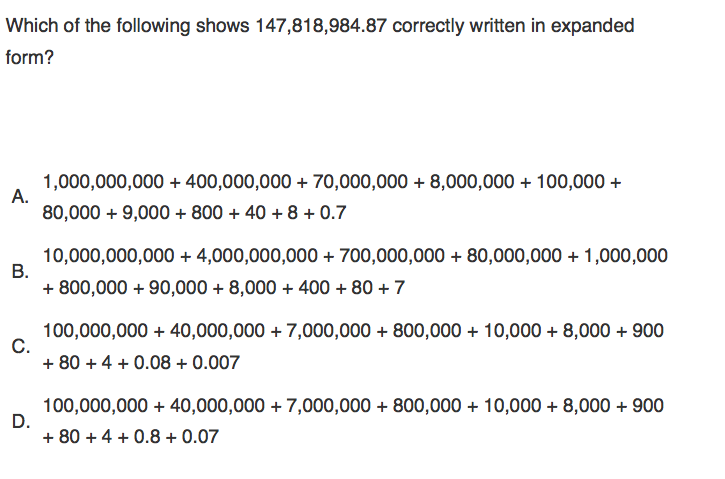 Which of the following shows 147,818,984.87 correctly written in expanded
form?
A.
1,000,000,000 + 400,000,000 + 70,000,000 + 8,000,000 + 100,000 +
80,000 + 9,000 + 800 + 40 + 8 + 0.7
B.
10,000,000,000 + 4,000,000,000 + 700,000,000 + 80,000,000 + 1,000,000
+ 800,000 + 90,000 + 8,000 + 400 + 80 + 7
C.
100,000,000 + 40,000,000 + 7,000,000 + 800,000 + 10,000 + 8,000 + 900
+ 80 + 4 + 0.08 + 0.007
D.
100,000,000 + 40,000,000 + 7,000,000 + 800,000 + 10,000 + 8,000 + 900
+ 80 + 4 + 0.8 + 0.07